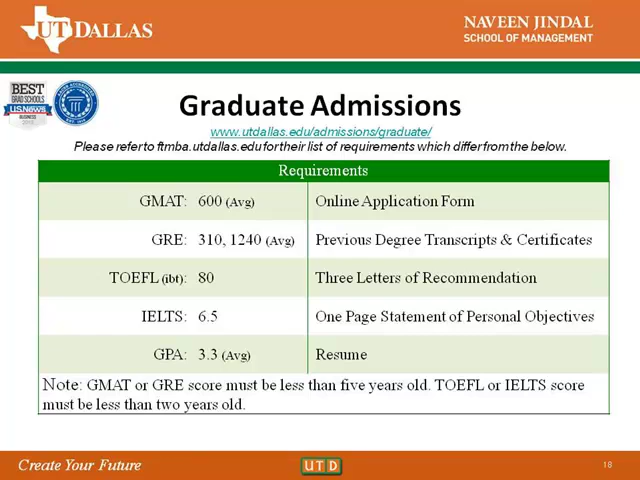 UT DALLAS
NAVEEN JINDAL
SCHOOL OF MANAGEMENT
BEST
GRAD SCHOOLS
U.S.News
BUSINESS
Graduate Admissions
www.utdallas.edu/admissions/graduate/
Please refer to ftmba.utdallas.edu for their list of requirements which differ from the below.
Requirements
GMAT: 600 (Avg) Online Application Form
GRE: 310, 1240 (Avg) Previous Degree Transcripts & Certificates
TOEFL (ibt): 80 Three Letters of Recommendation
IELTS: 6.5 One Page Statement of Personal Objectives
GPA: 3.3 (Avg) Resume
Note: GMAT or GRE score must be less than five years old. TOEFL or IELTS score
must be less than two years old.
Create Your Future
UTD
18